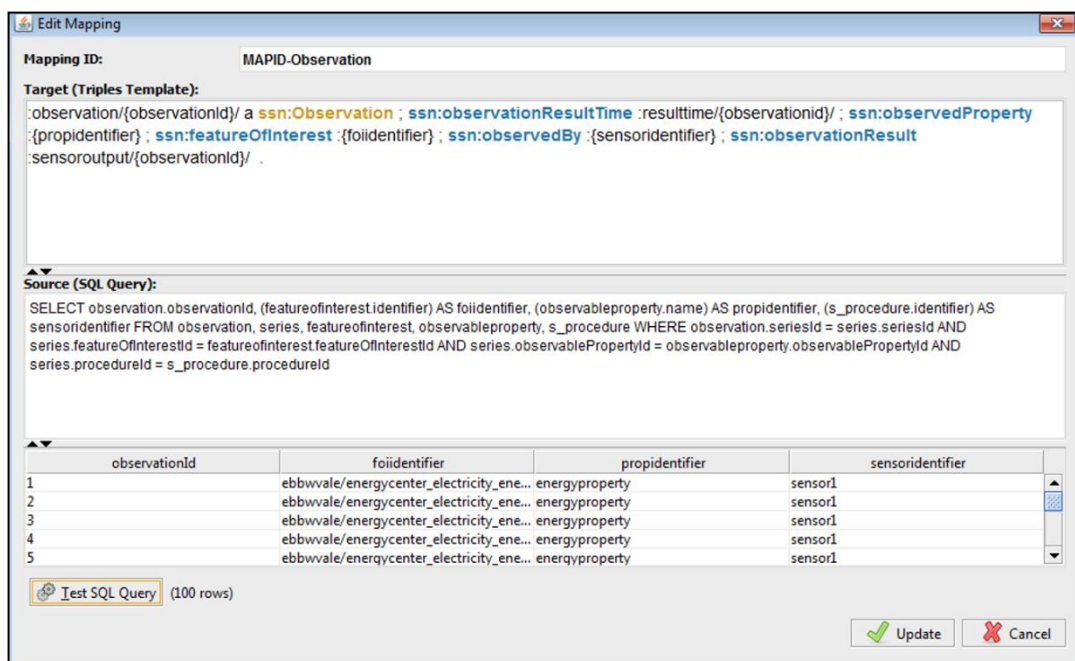 Edit Mapping
Mapping ID: MAPID-Observation
Target (Triples Template):
:observation/{observationId}/ a ssn:Observation ; ssn:observationResultTime :resulttime/{observationid}/ ; ssn:observedProperty
:{propidentifier} ; ssn:featureOfInterest :{foiidentifier} ; ssn:observedBy :{sensoridentifier} ; ssn:observationResult
:sensoroutput/{observationId}/ .
Source (SQL Query):
SELECT observation.observationId, (featureofinterest.identifier) AS foiidentifier, (observableproperty.name) AS propidentifier, (s_procedure.identifier) AS
sensoridentifier FROM observation, series, featureofinterest, observableproperty, s_procedure WHERE observation.seriesId = series.seriesId AND
series.featureOfInterestId = featureofinterest.featureOfInterestId AND series.observablePropertyId = observableproperty.observablePropertyId AND
series.procedureId = s_procedure.procedureId
observationId foiidentifier propidentifier sensoridentifier
1 ebbwvale/energycenter_electricity_ene... energyproperty sensor1
2 ebbwvale/energycenter_electricity_ene... energyproperty sensor1
3 ebbwvale/energycenter_electricity_ene... energyproperty sensor1
4 ebbwvale/energycenter_electricity_ene... energyproperty sensor1
5 ebbwvale/energycenter_electricity_ene... energyproperty sensor1
Test SQL Query (100 rows)
Update Cancel